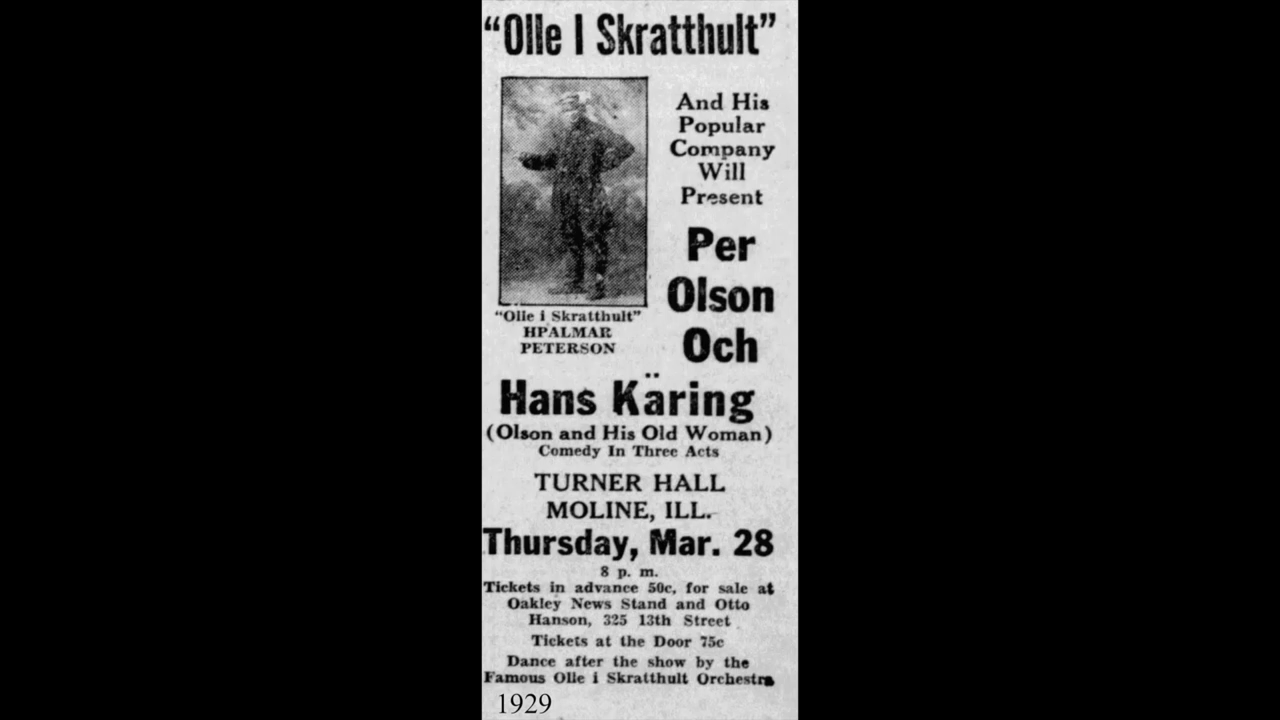 "Olle I Skratthult"
And His
Popular
Company
Will
Present
Per
Olson
Och
"Olle i Skratthult"
HPALMAR
PETERSON
Hans Käring
(Olson and His Old Woman)
Comedy In Three Acts
TURNER HALL
MOLINE, ILL.
Thursday, Mar. 28
8 p. m.
Tickets in advance 50c, for sale at
Oakley News Stand and Otto
Hanson, 325 13th Street
Tickets at the Door 75c
Dance after the show by the
Famous Olle i Skratthult Orchestra
1929